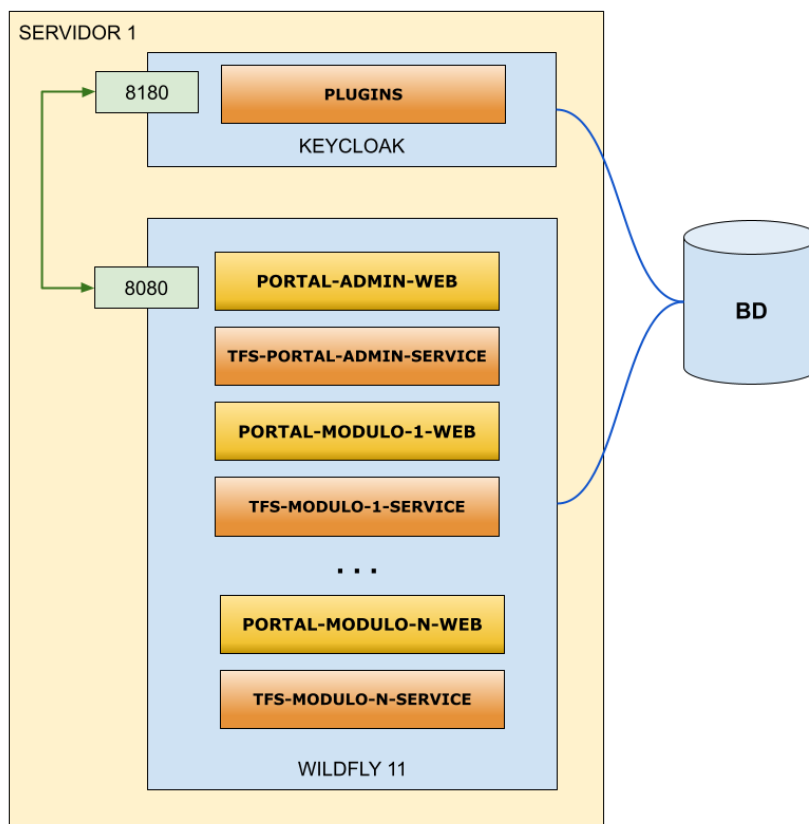 SERVIDOR 1
8180
PLUGINS
KEYCLOAK
8080
PORTAL-ADMIN-WEB
TFS-PORTAL-ADMIN-SERVICE
PORTAL-MODULO-1-WEB
TFS-MODULO-1-SERVICE
...
PORTAL-MODULO-N-WEB
TFS-MODULO-N-SERVICE
WILDFLY 11
BD